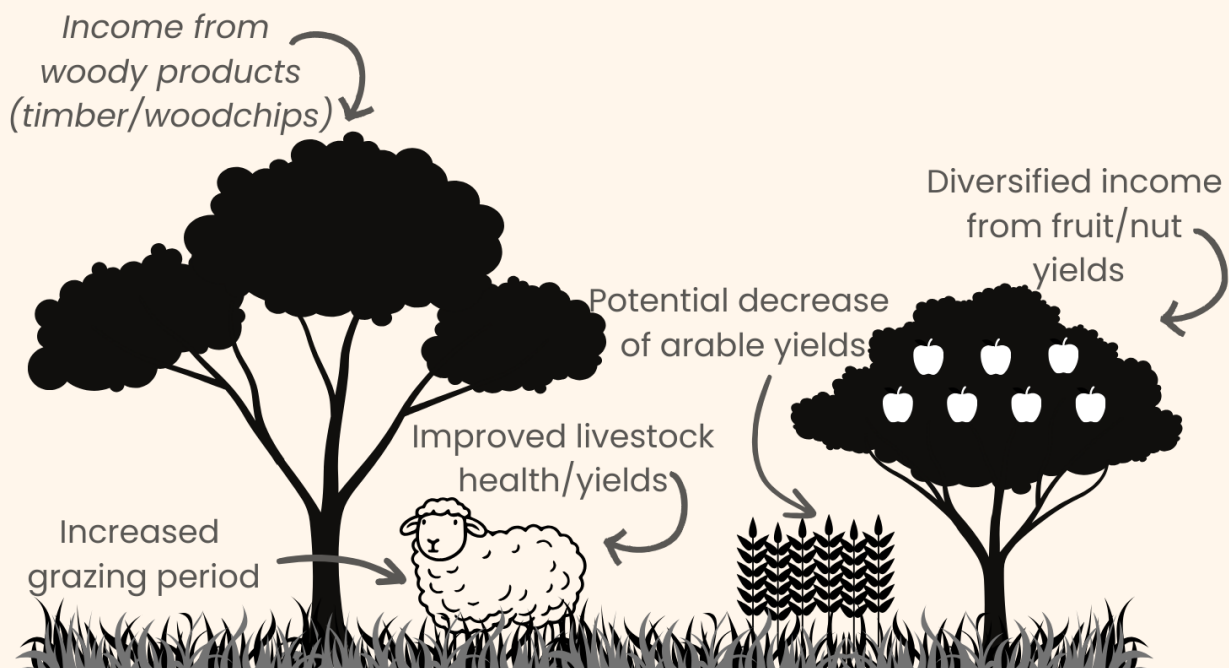 Income from
woody products
(timber/woodchips)
Diversified income
from fruit/nut
yields
Potential decrease
of arable yields
Improved livestock
health/yields
Increased
grazing period